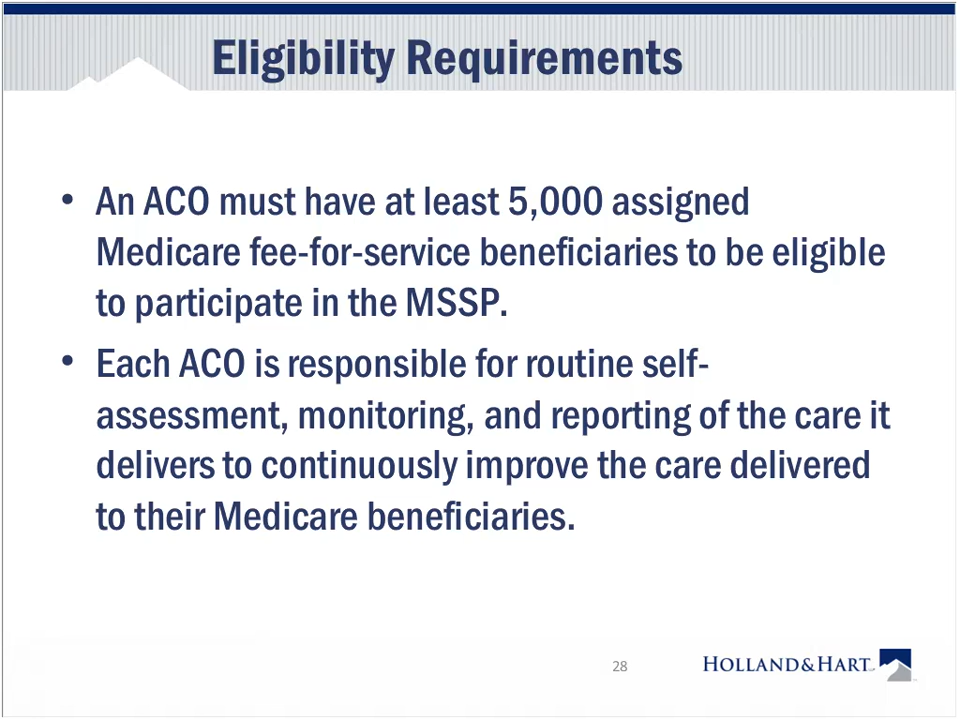 Eligibility Requirements
• An ACO must have at least 5,000 assigned
Medicare fee-for-service beneficiaries to be eligible
to participate in the MSSP.
• Each ACO is responsible for routine self-
assessment, monitoring, and reporting of the care it
delivers to continuously improve the care delivered
to their Medicare beneficiaries.
28
HOLLAND&HART